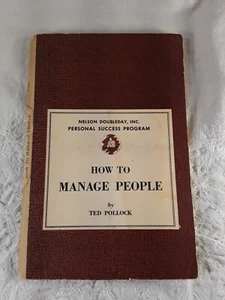 NELSON DOUBLEDAY, INC.
PERSONAL SUCCESS PROGRAM
HOW TO
MANAGE PEOPLE
by
TED POLLOCK